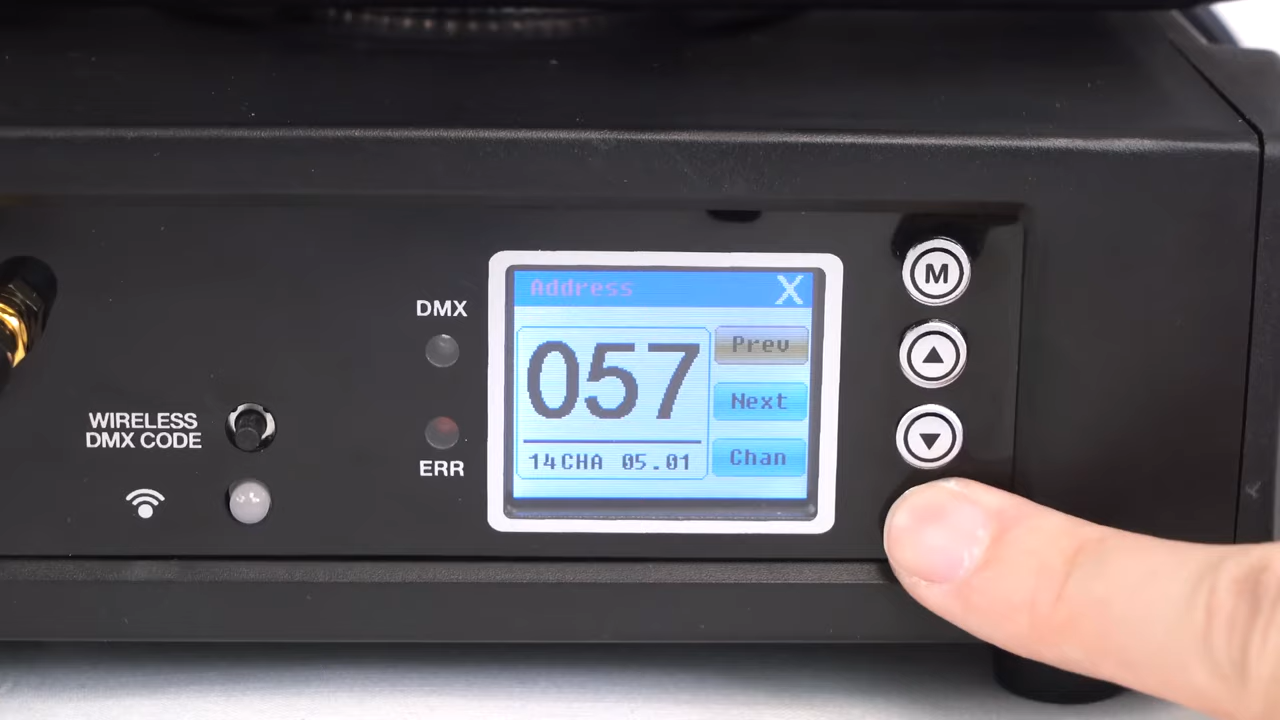 WIRELESS
DMX CODE
DMX
ERR
Address X
057
14CHA 05.01
Prev
Next
Chan
M